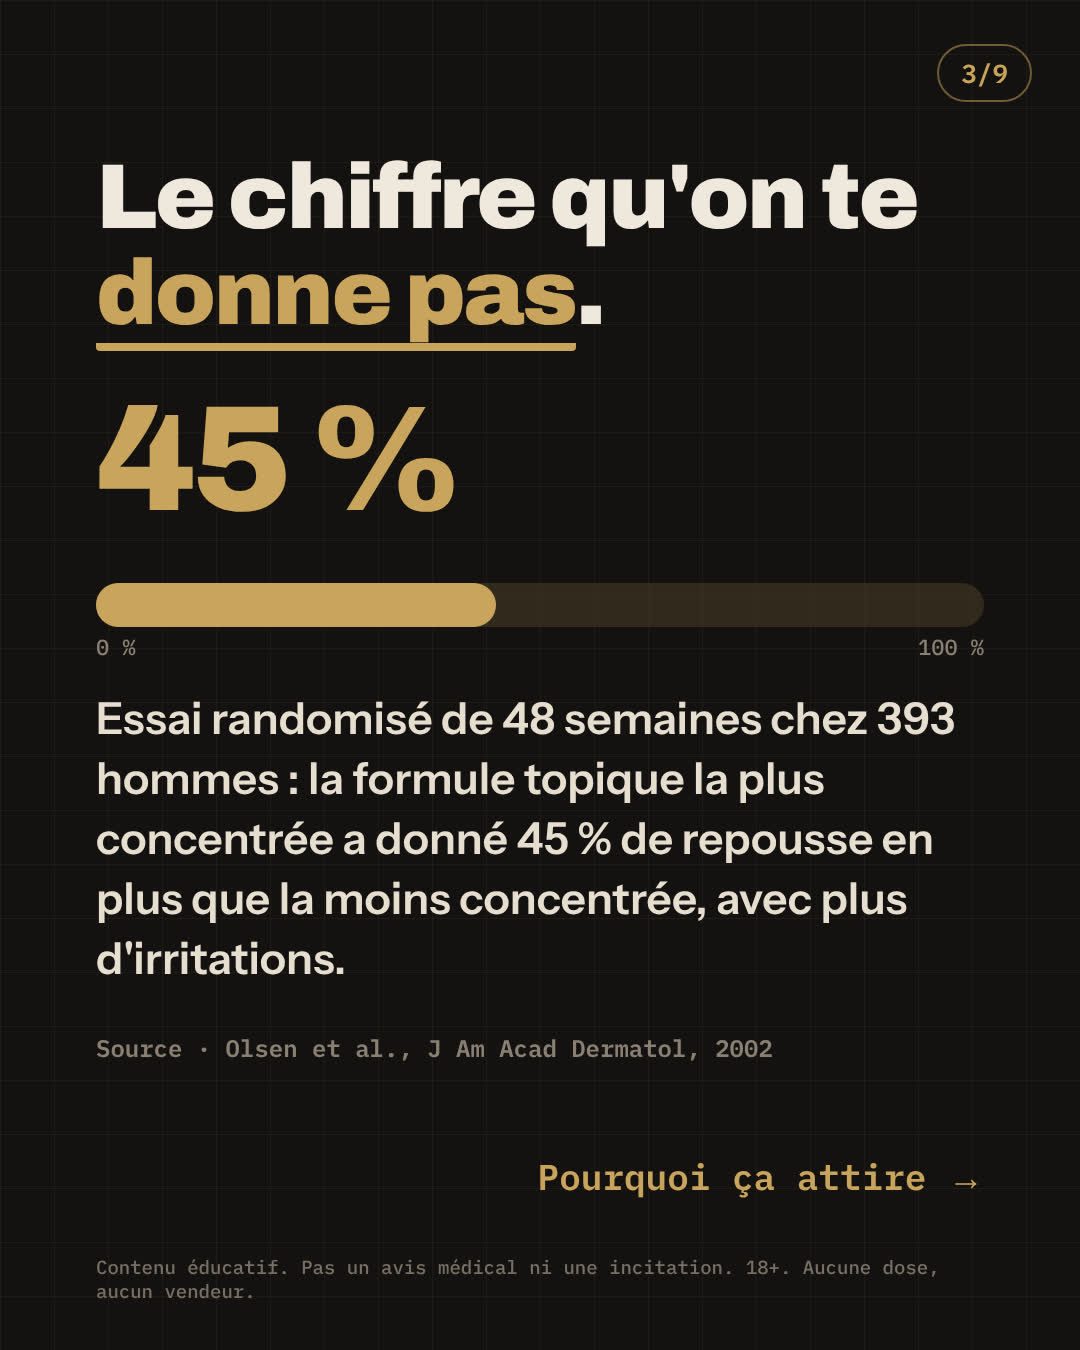 3/9
Le chiffre qu'on te
donne pas.
45 %
0 %
100 %
Essai randomisé de 48 semaines chez 393
hommes : la formule topique la plus
concentrée a donné 45 % de repousse en
plus que la moins concentrée, avec plus
d'irritations.
Source · Olsen et al., J Am Acad Dermatol, 2002
Pourquoi ça attire →
Contenu éducatif. Pas un avis médical ni une incitation. 18+. Aucune dose,
aucun vendeur.